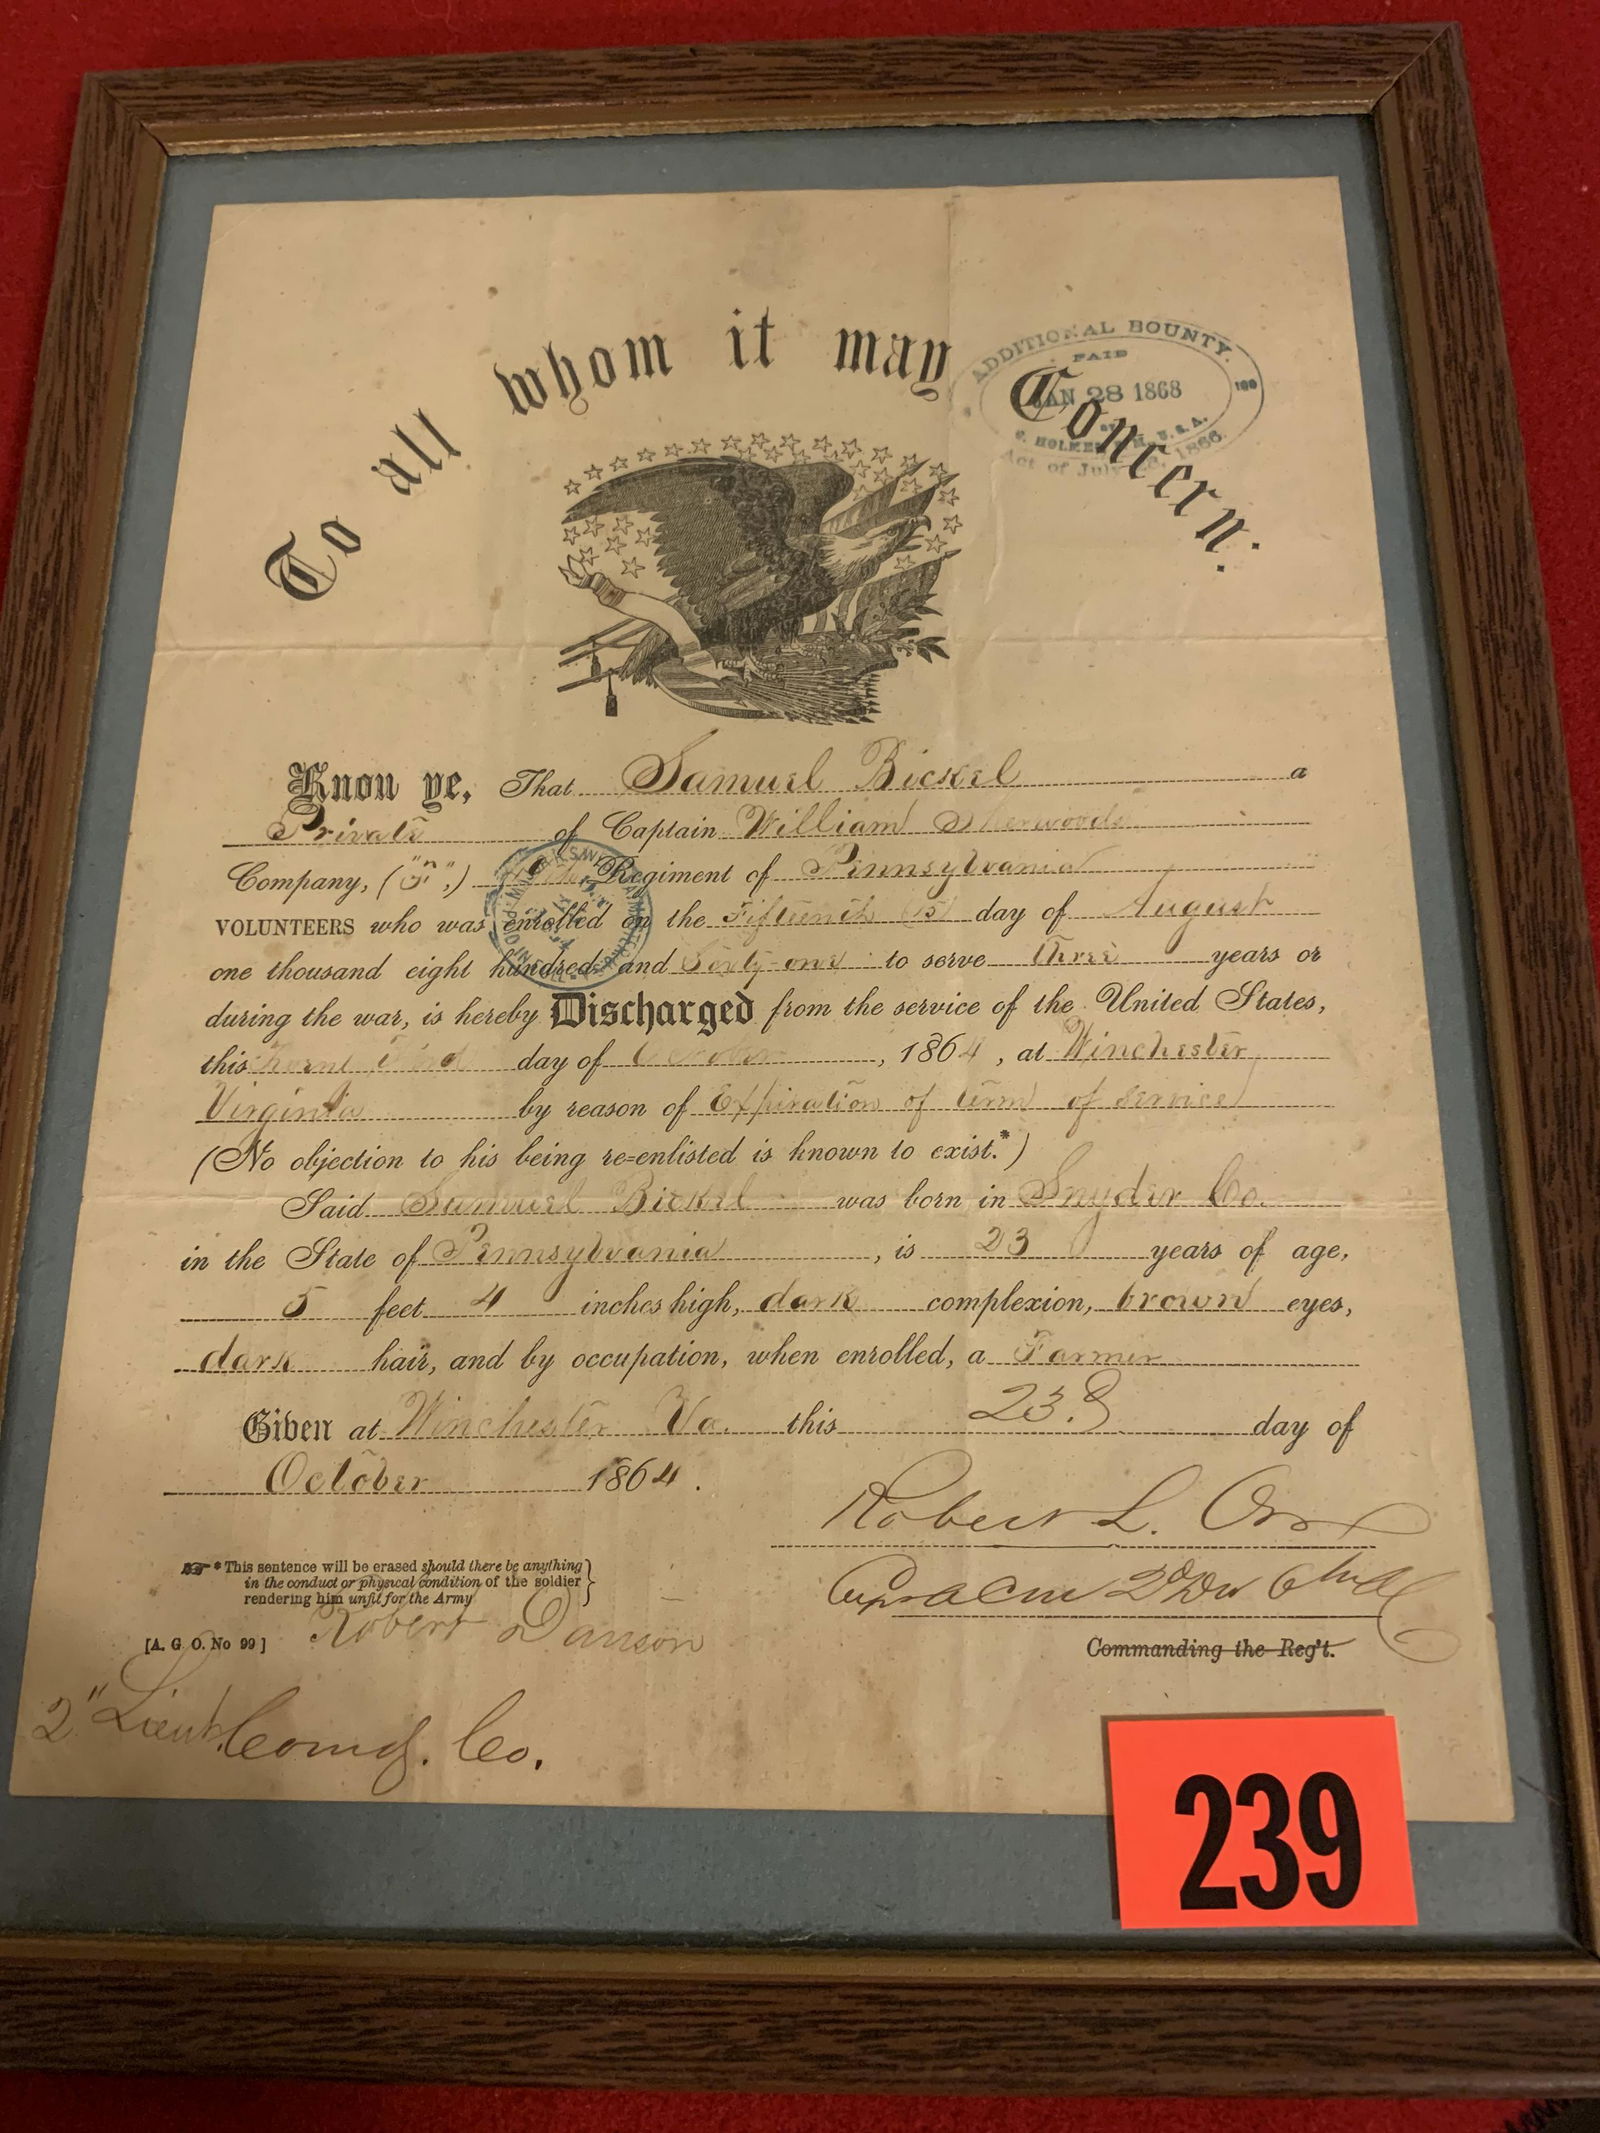 To all whom it may Concern:
ADDITIONAL BOUNTY.
PAID
JAN 28 1868
Act of July 1866.
Know ye, That Samuel Bickel a
Private of Captain William Sherwoods
Company, ("F",) Regiment of Pennsylvania
VOLUNTEERS who was enrolled on the Fifteenth (15) day of August
one thousand eight hundred and Sixty-one to serve Three years or
during the war, is hereby Discharged from the service of the United States,
this day of October, 1864, at Winchester
Virginia by reason of Expiration of term of service
(No objection to his being re-enlisted is known to exist.*)
Said Samuel Bickel was born in Snyder Co.
in the State of Pennsylvania, is 23 years of age,
5 feet 4 inches high, dark complexion, brown eyes,
dark hair, and by occupation, when enrolled, a Farmer
Given at Winchester Va. this 23.d day of
October 1864.
Robert L. Orr
2d Div
Commanding the Reg't.
☞*This sentence will be erased should there be anything
in the conduct or physical condition of the soldier
rendering him unfit for the Army
[A. G. O. No 99]
Robert
2" Lieut Comdg. Co.
239